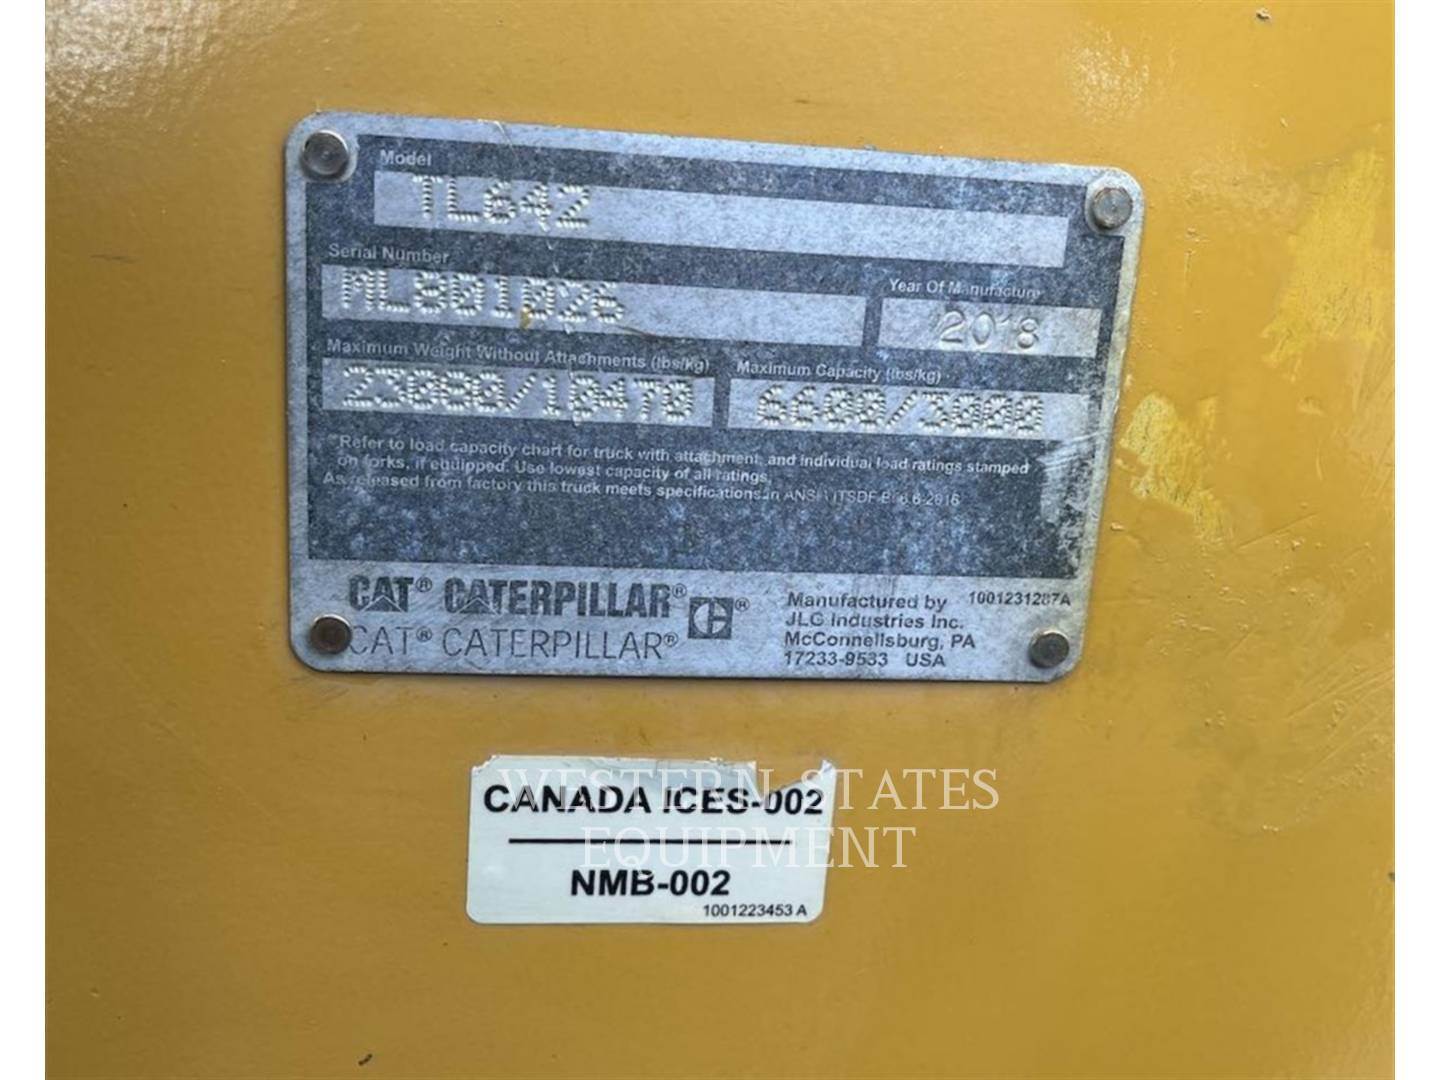 Model
TL642
Serial Number
ML801026
Year Of Manufacture
2018
Maximum Weight Without Attachments (lbs/kg)
23080/10470
Maximum Capacity (lbs/kg)
6600/3000
*Refer to load capacity chart for truck with attachment, and individual load ratings stamped
on forks, if equipped. Use lowest capacity of all ratings.
As released from factory this truck meets specifications in ANSI\ITSDF B56.6-2016
CAT® CATERPILLAR® ®
CAT® CATERPILLAR®
Manufactured by 1001231287A
JLG Industries Inc.
McConnellsburg, PA
17233-9533 USA
WESTERN STATES
EQUIPMENT
CANADA ICES-002
NMB-002
1001223453 A